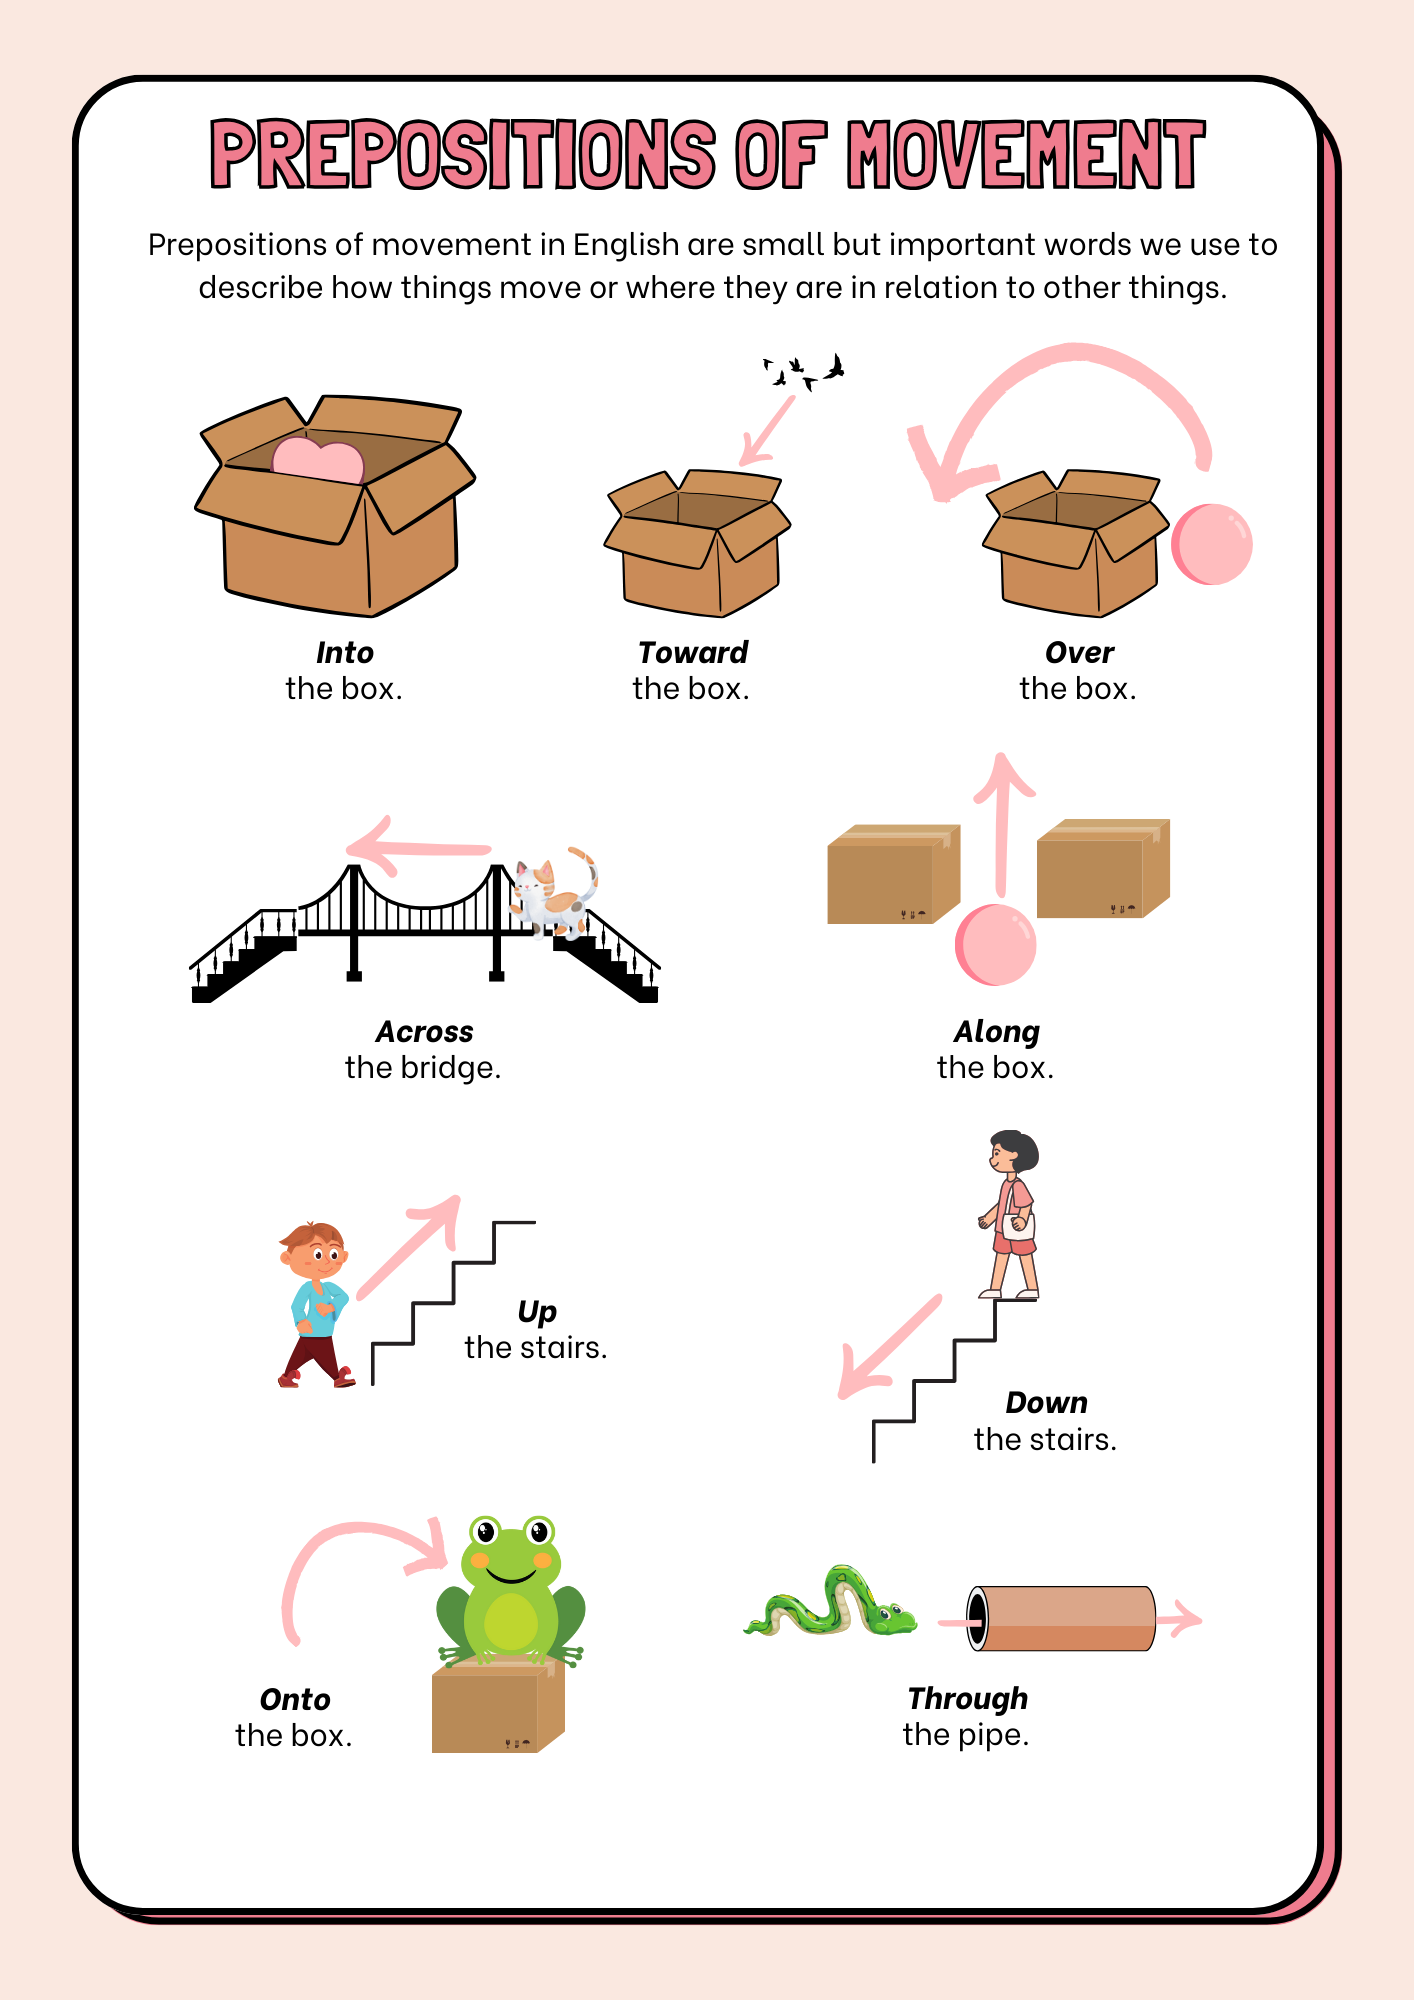 PREPOSITIONS OF MOVEMENT
Prepositions of movement in English are small but important words we use to
describe how things move or where they are in relation to other things.
Into
the box.
Toward
the box.
Over
the box.
Across
the bridge.
Along
the box.
Up
the stairs.
Down
the stairs.
Onto
the box.
Through
the pipe.